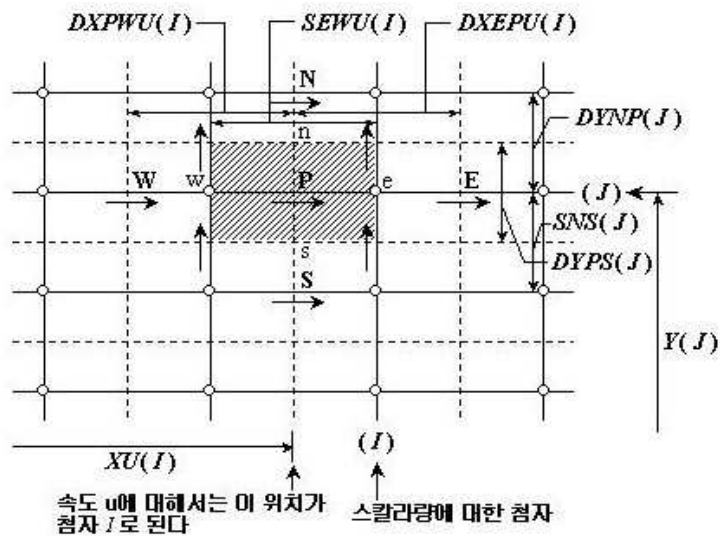 DXPWU(I) SEWU(I) DXEPU(I)
N
n
DYNP(J)
W w P e E (J)
SNS(J)
s
DYPS(J)
S
Y(J)
(I)
XU(I)
속도 u에 대해서는 이 위치가
첨자 I 로 된다
스칼라량에 대한 첨자